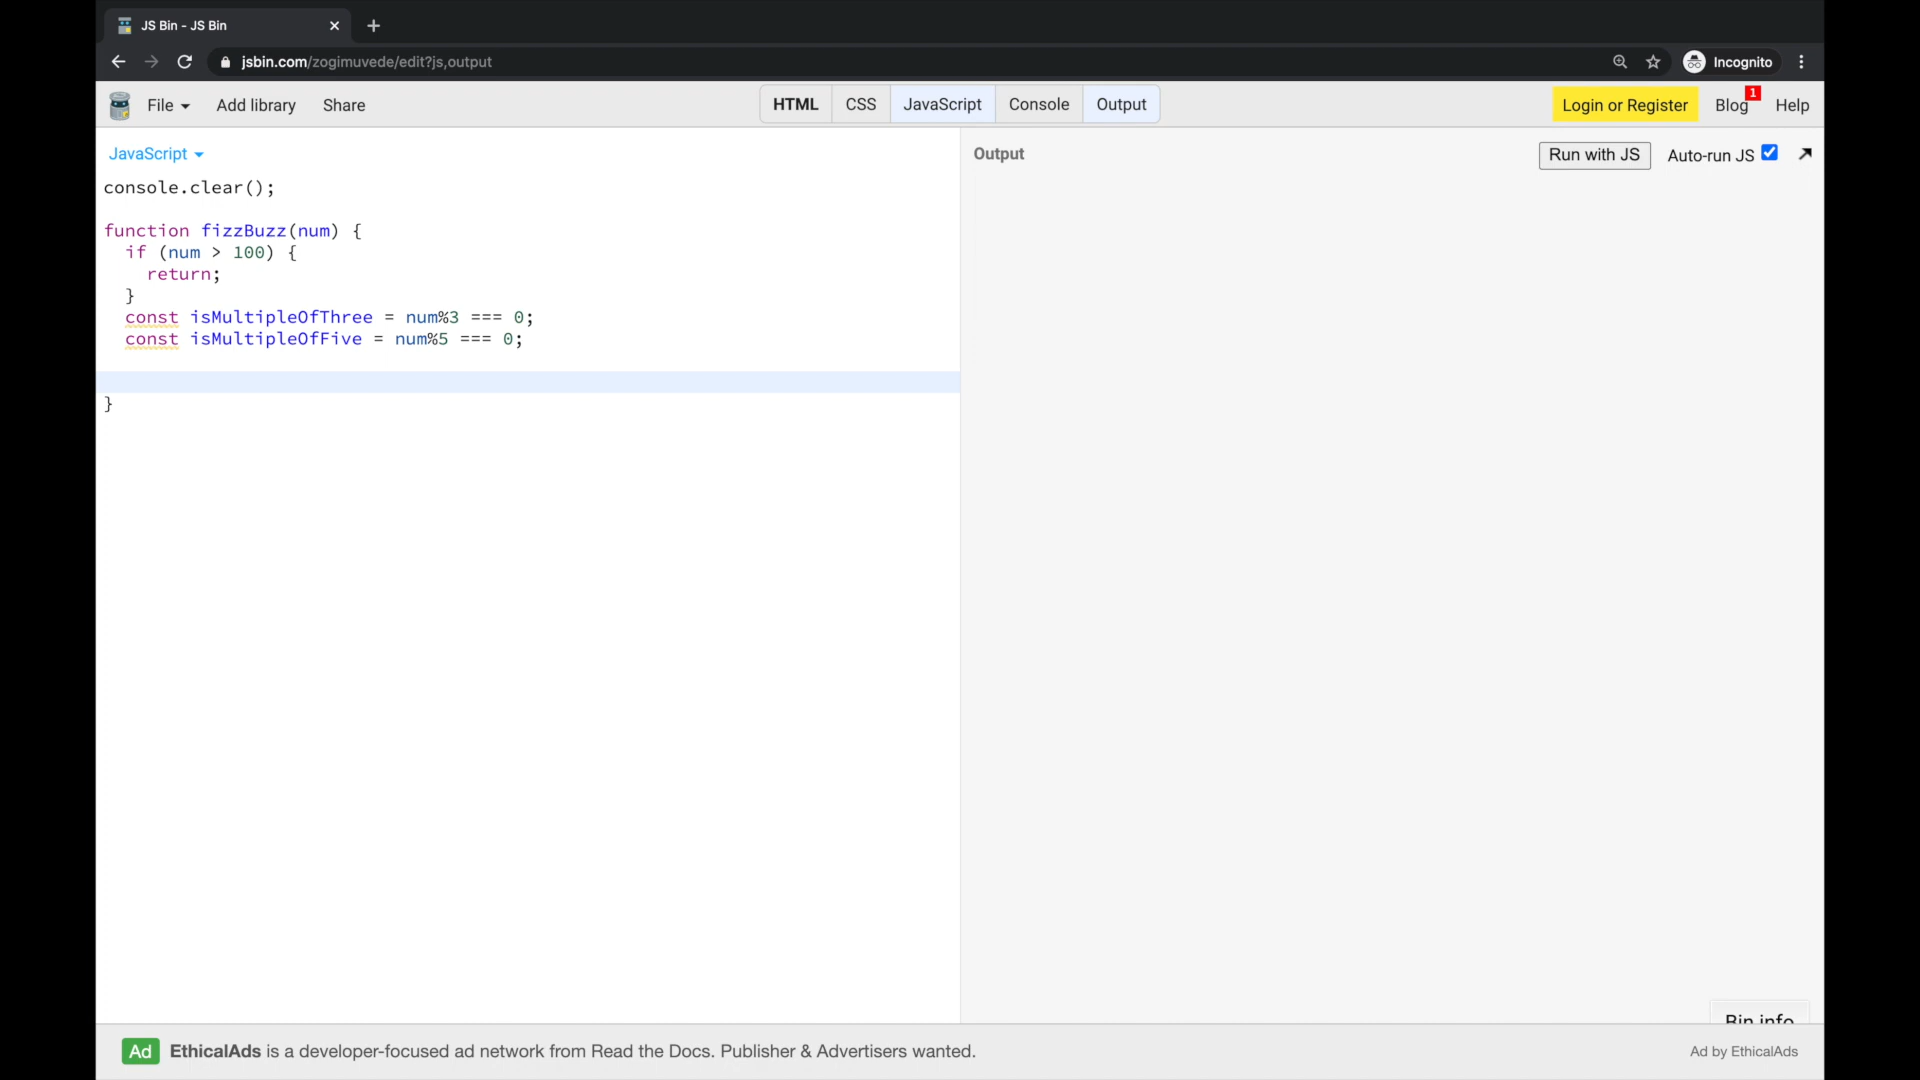 JS Bin - JS Bin
jsbin.com/zogimuvede/edit?js,output
Incognito
File
Add library
Share
HTML
CSS
JavaScript
Console
Output
Login or Register
Blog
1
Help
JavaScript
Output
Run with JS
Auto-run JS
console.clear();
function fizzBuzz(num) {
if (num > 100) {
return;
}
const isMultipleOfThree = num%3 === 0;
const isMultipleOfFive = num%5 === 0;
}
Bin info
Ad
EthicalAds is a developer-focused ad network from Read the Docs. Publisher & Advertisers wanted.
Ad by EthicalAds